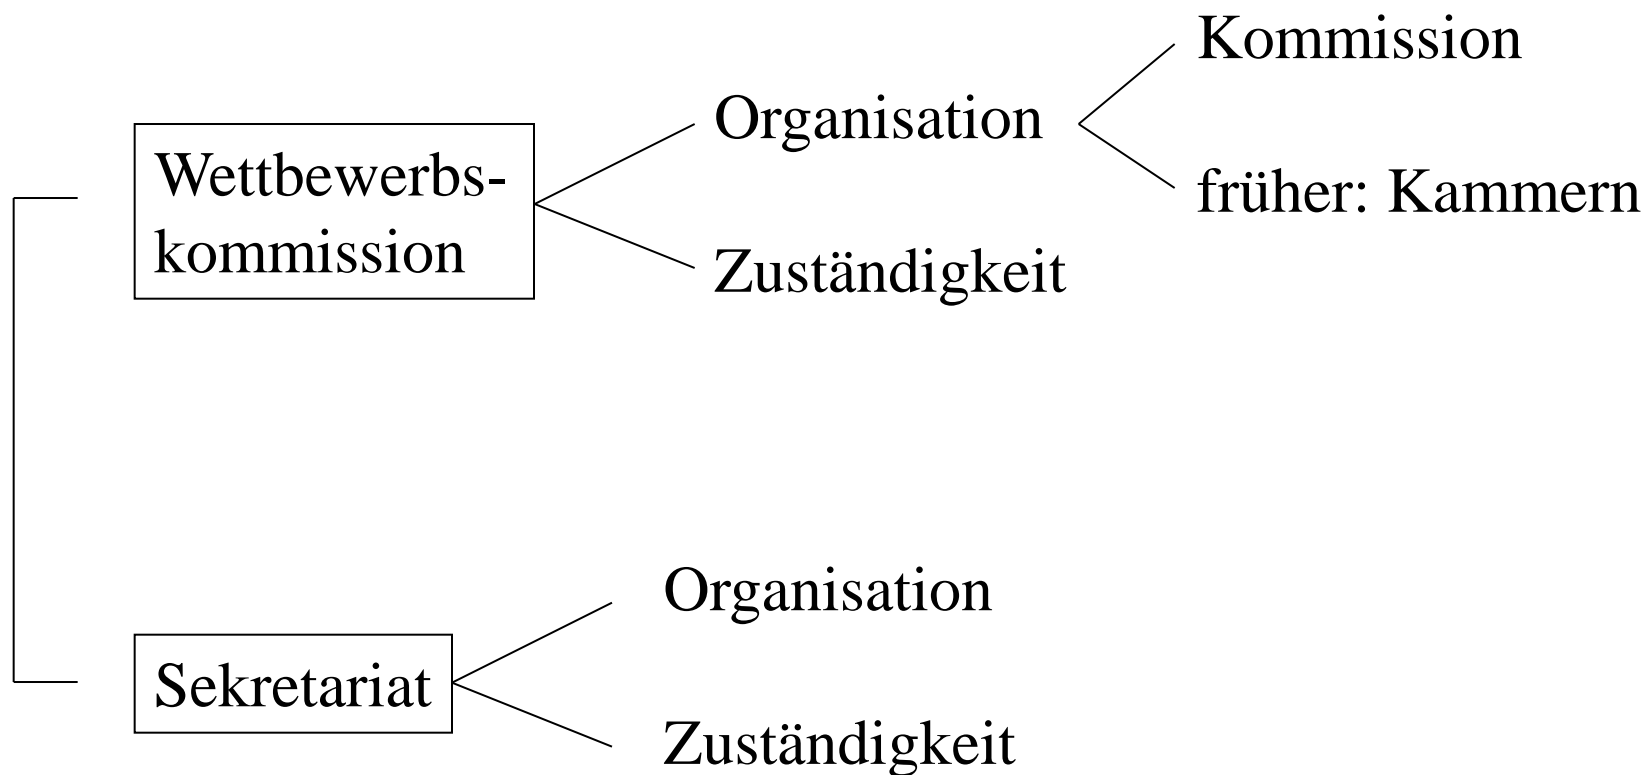 Kommission
Organisation
Wettbewerbs-
kommission
früher: Kammern
Zuständigkeit
Organisation
Sekretariat
Zuständigkeit